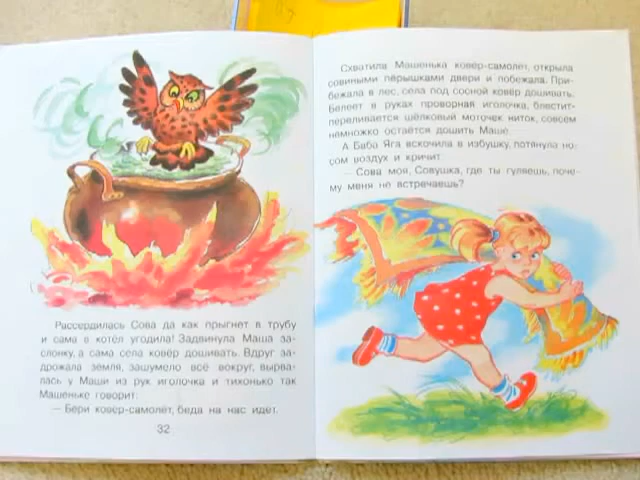 Рассердилась Сова да как прыгнет в трубу
и сама в котёл угодила! Задвинула Маша за-
слонку, а сама села ковёр дошивать. Вдруг за-
дрожала земля, зашумело всё вокруг, вырва-
лась у Маши из рук иголочка и тихонько так
Машеньке говорит:
— Бери ковёр-самолёт, беда на нас идёт.
32
Схватила Машенька ковёр-самолёт, открыла
совиными пёрышками двери и побежала. При-
бежала в лес, села под сосной ковёр дошивать.
Белеет в руках проворная иголочка, блестит-
переливается шёлковый моточек ниток, совсем
немножко остаётся дошить Маше.
А Баба Яга вскочила в избушку, потянула но-
сом воздух и кричит:
— Сова моя, Совушка, где ты гуляешь, поче-
му меня не встречаешь?